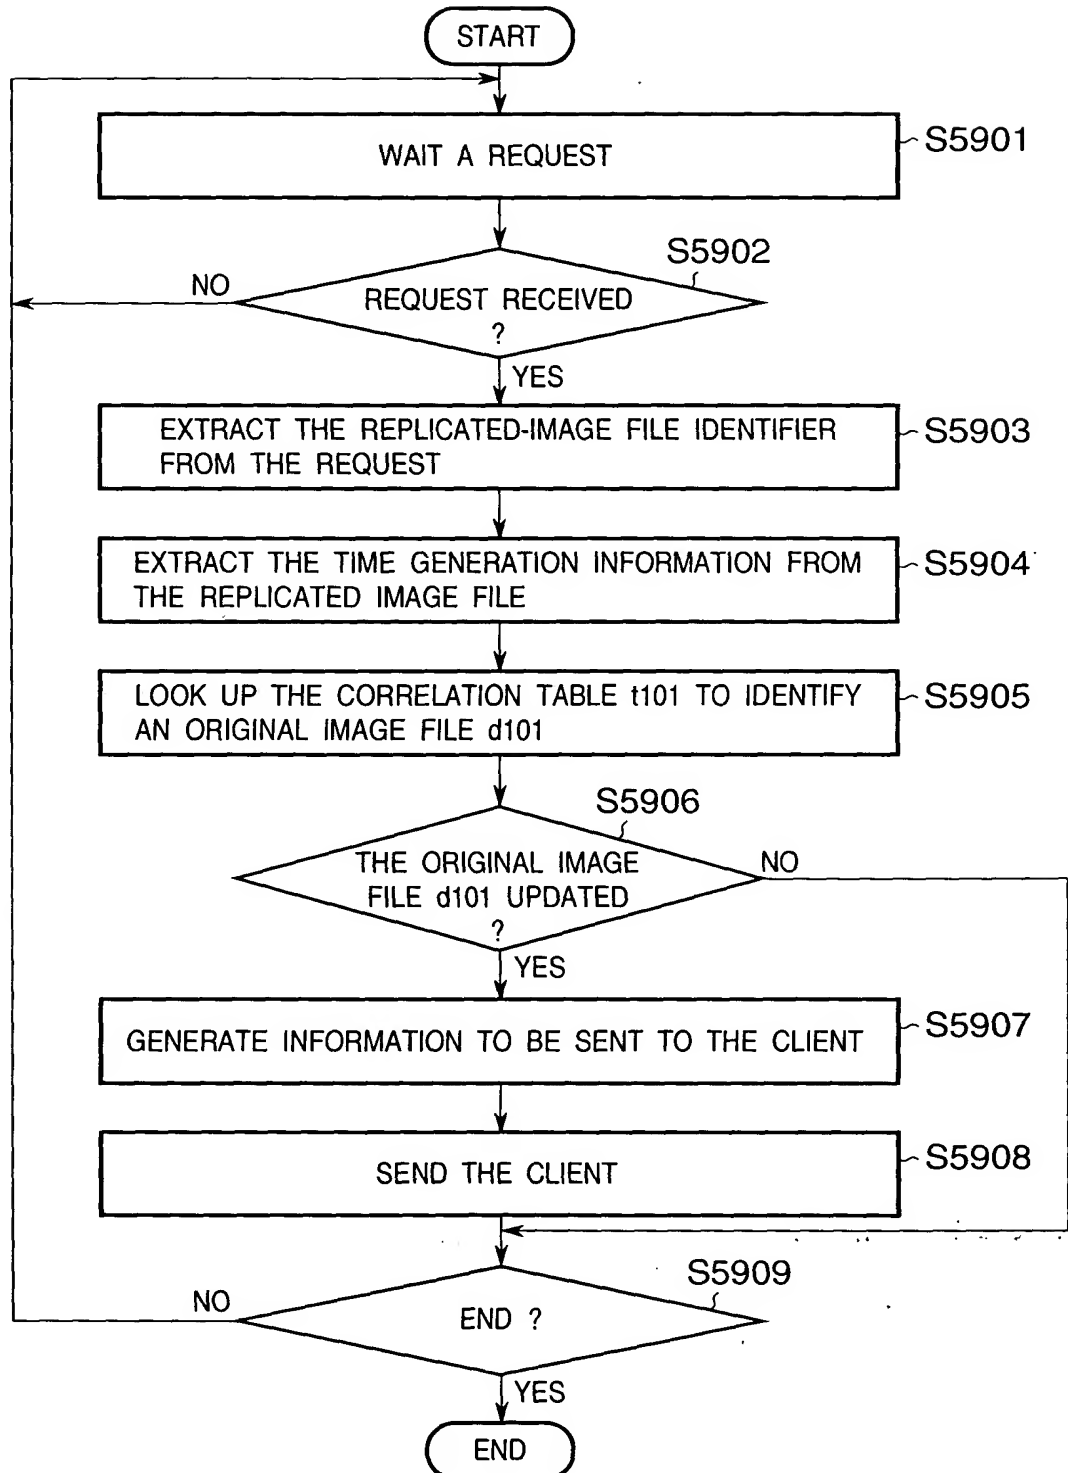 START
WAIT A REQUEST
S5901
S5902
NO
REQUEST RECEIVED
?
YES
EXTRACT THE REPLICATED-IMAGE FILE IDENTIFIER
FROM THE REQUEST
S5903
EXTRACT THE TIME GENERATION INFORMATION FROM
THE REPLICATED IMAGE FILE
S5904
LOOK UP THE CORRELATION TABLE t101 TO IDENTIFY
AN ORIGINAL IMAGE FILE d101
S5905
S5906
THE ORIGINAL IMAGE
FILE d101 UPDATED
?
NO
YES
GENERATE INFORMATION TO BE SENT TO THE CLIENT
S5907
SEND THE CLIENT
S5908
S5909
NO
END ?
YES
END